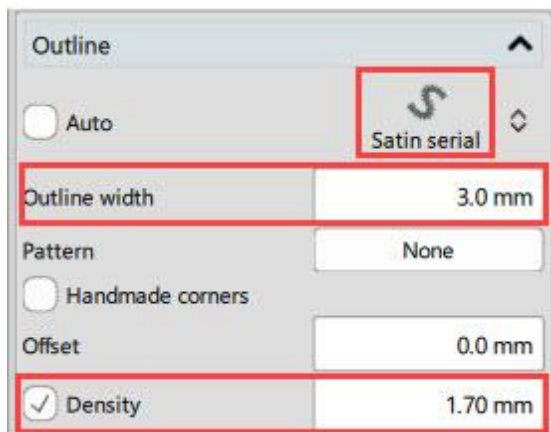 Outline
Auto
Satin serial
Outline width 3.0 mm
Pattern None
Handmade corners
Offset 0.0 mm
Density 1.70 mm